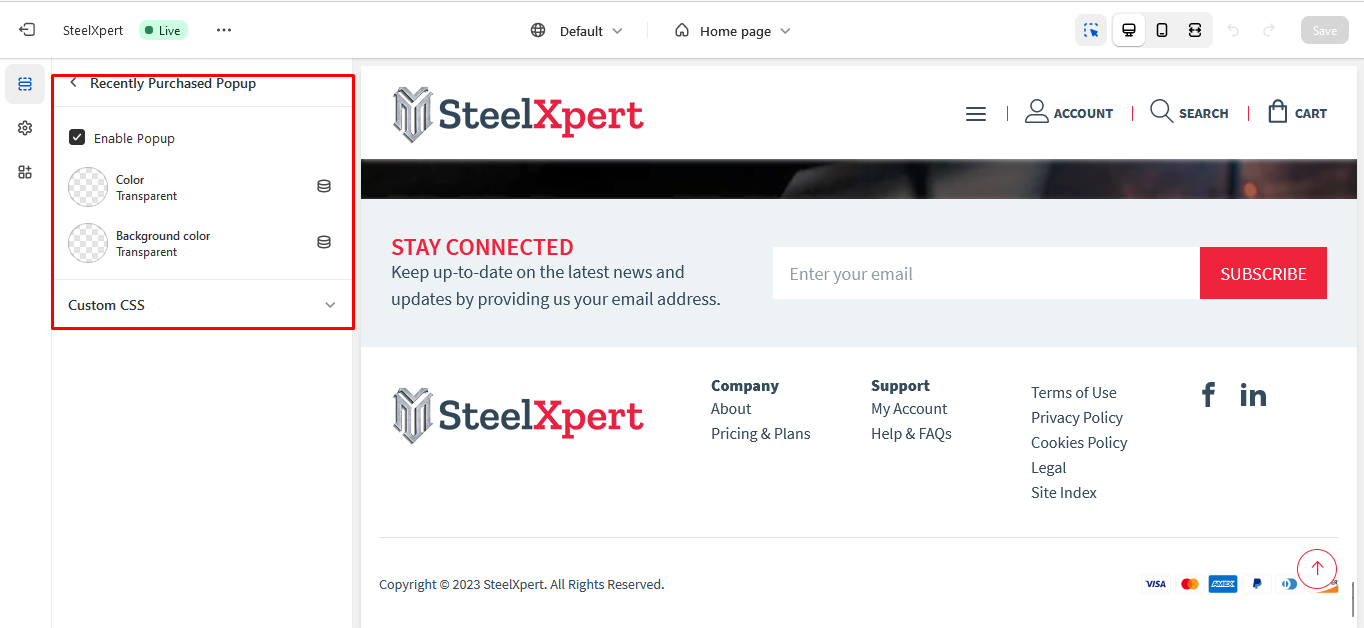 SteelXpert
Live
Default
Home page
Save
Recently Purchased Popup
Enable Popup
Color
Transparent
Background color
Transparent
Custom CSS
SteelXpert
ACCOUNT
SEARCH
CART
STAY CONNECTED
Keep up-to-date on the latest news and
updates by providing us your email address.
Enter your email
SUBSCRIBE
SteelXpert
Company
About
Pricing & Plans
Support
My Account
Help & FAQs
Terms of Use
Privacy Policy
Cookies Policy
Legal
Site Index
Copyright © 2023 SteelXpert. All Rights Reserved.
VISA
AMEX